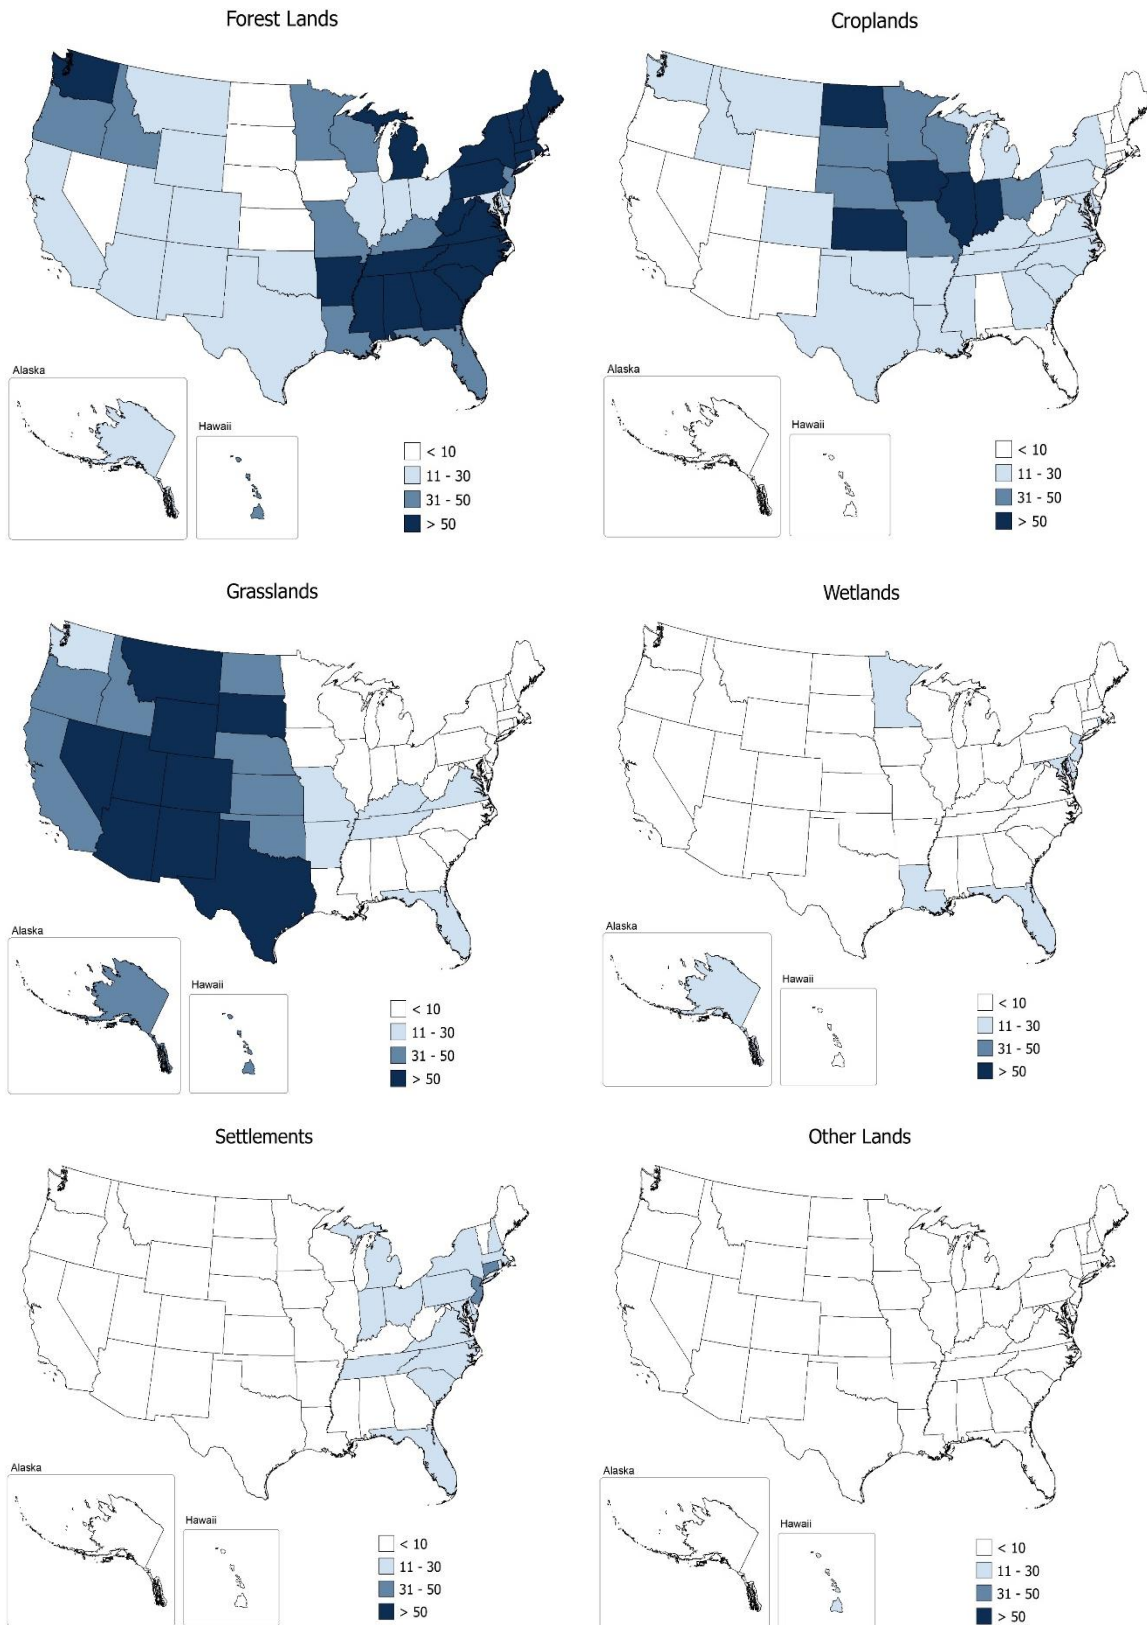 Forest Lands
Alaska
Hawaii
< 10
11 - 30
31 - 50
> 50
Croplands
Alaska
Hawaii
< 10
11 - 30
31 - 50
> 50
Grasslands
Alaska
Hawaii
< 10
11 - 30
31 - 50
> 50
Wetlands
Alaska
Hawaii
< 10
11 - 30
31 - 50
> 50
Settlements
Alaska
Hawaii
< 10
11 - 30
31 - 50
> 50
Other Lands
Alaska
Hawaii
< 10
11 - 30
31 - 50
> 50